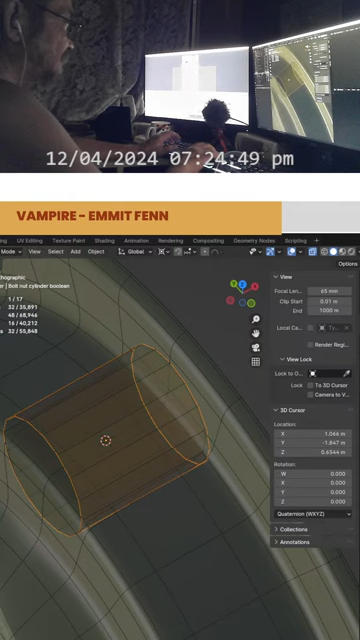 12/04/2024 07:24:49 pm
VAMPIRE - EMMIT FENN
UV Editing Texture Paint Shading Animation Rendering Compositing Geometry Nodes Scripting +
Mode View Select Add Object Global
Options
| Bolt nut cylinder boolean
1 / 17
32 / 35,891
48 / 68,946
16 / 40,212
32 / 55,848
X
Y
Z
View
Focal Len... 65 mm
Clip Start 0.01 m
End 1000 m
Local Ca...
Render Regi...
View Lock
Lock to O...
Lock To 3D Cursor
Camera to V...
3D Cursor
Location:
X 1.066 m
Y -1.847 m
Z 0.6544 m
Rotation:
W 0.000
X 0.000
Y 0.000
Z 0.000
Quaternion (WXYZ)
Collections
Annotations